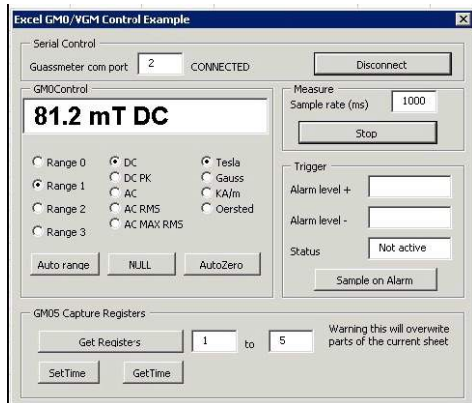 Excel GM0/VGM Control Example
Serial Control
Guassmeter com port 2 CONNECTED Disconnect
GM0Control
81.2 mT DC
Range 0 DC Tesla
Range 1 DC PK Gauss
Range 2 AC KA/m
Range 3 AC RMS Oersted
AC MAX RMS
Auto range NULL AutoZero
Measure
Sample rate (ms) 1000
Stop
Trigger
Alarm level +
Alarm level -
Status Not active
Sample on Alarm
GM05 Capture Registers
Get Registers 1 to 5
Warning this will overwite
parts of the current sheet
SetTime GetTime